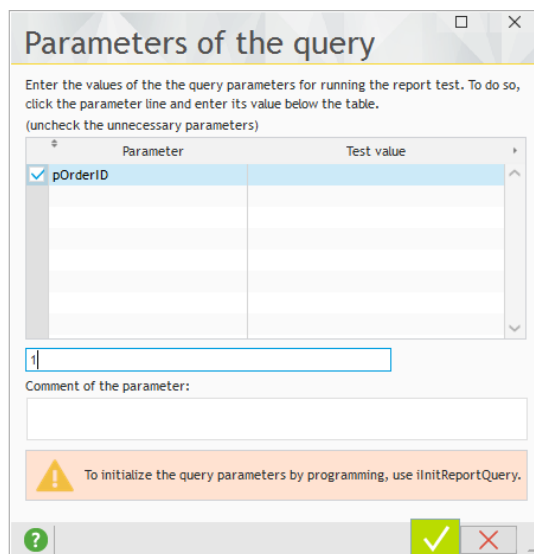 Parameters of the query
Enter the values of the the query parameters for running the report test. To do so,
click the parameter line and enter its value below the table.
(uncheck the unnecessary parameters)
Parameter Test value
pOrderID
1
Comment of the parameter:
To initialize the query parameters by programming, use iInitReportQuery.
?